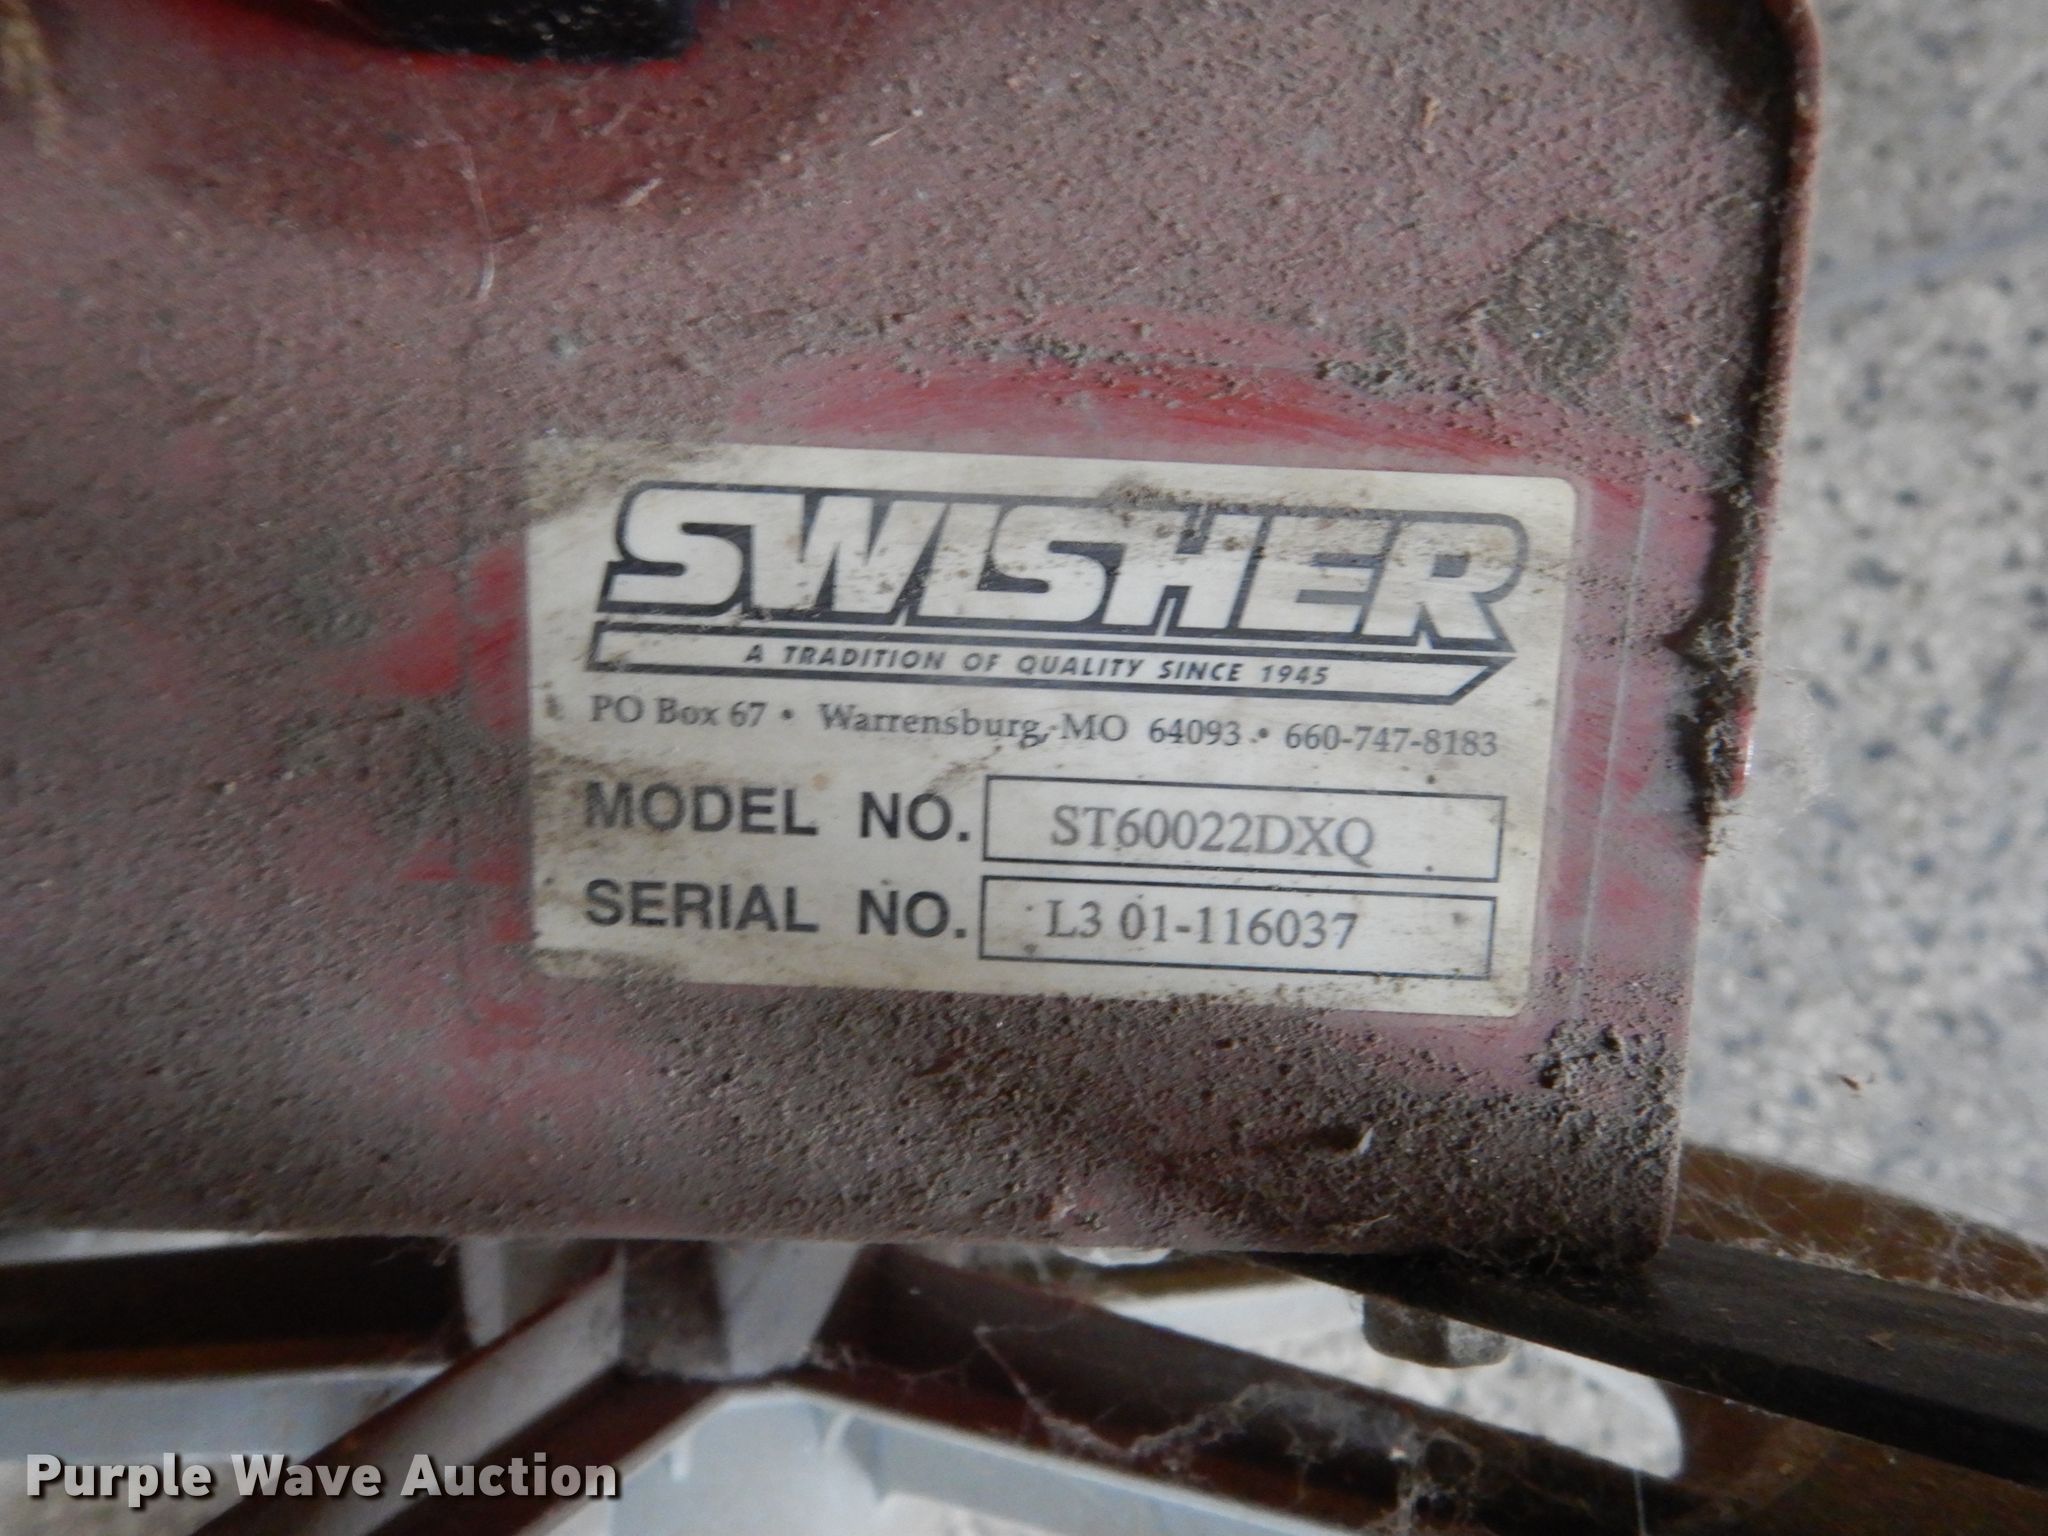 SWISHER
A TRADITION OF QUALITY SINCE 1945
PO Box 67 • Warrensburg, MO 64093 • 660-747-8183
MODEL NO. ST60022DXQ
SERIAL NO. L3 01-116037
Purple Wave Auction